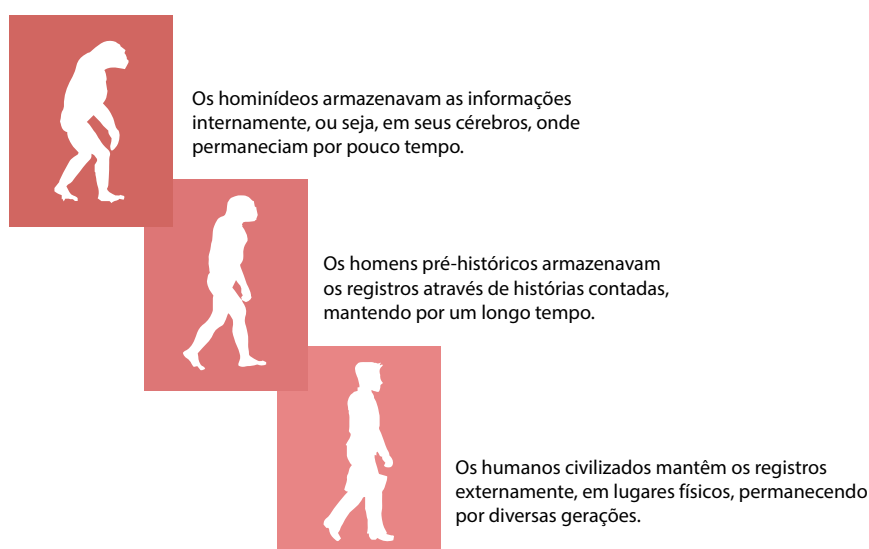 Os hominídeos armazenavam as informações
internamente, ou seja, em seus cérebros, onde
permaneciam por pouco tempo.
Os homens pré-históricos armazenavam
os registros através de histórias contadas,
mantendo por um longo tempo.
Os humanos civilizados mantêm os registros
externamente, em lugares físicos, permanecendo
por diversas gerações.